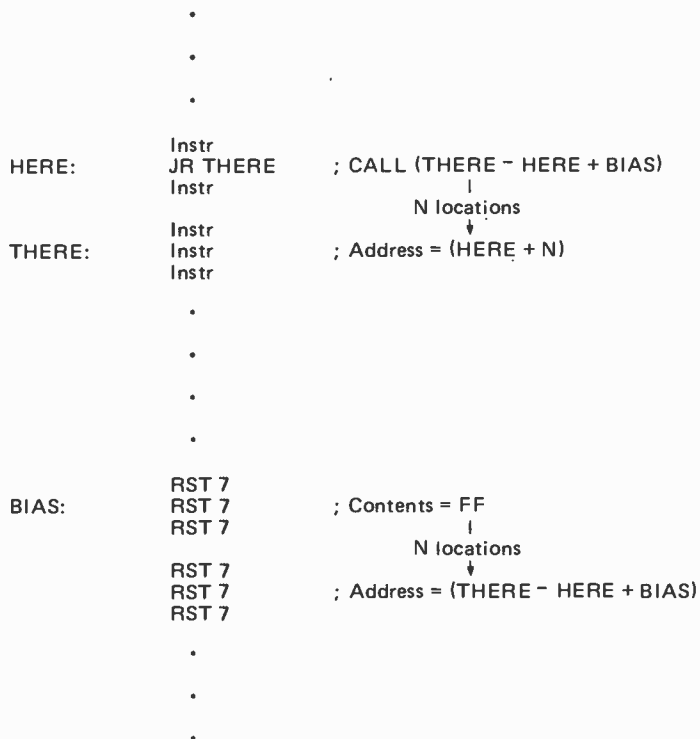 .
.
.
Instr
HERE: JR THERE ; CALL (THERE - HERE + BIAS)
Instr
N locations
Instr
THERE: Instr ; Address = (HERE + N)
Instr
.
.
.
.
RST 7
BIAS: RST 7 ; Contents = FF
RST 7
N locations
RST 7
RST 7 ; Address = (THERE - HERE + BIAS)
RST 7
.
.
.